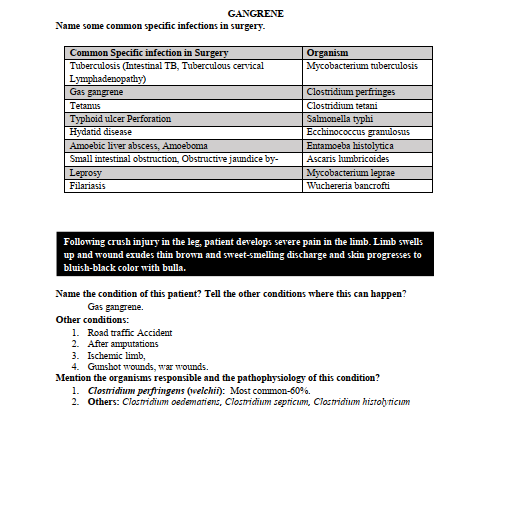 GANGRENE
Name some common specific infections in surgery.
Common Specific infection in Surgery Organism
Tuberculosis (Intestinal TB, Tuberculous cervical Mycobacterium tuberculosis
Lymphadenopathy)
Gas gangrene Clostridium perfringes
Tetanus Clostridium tetani
Typhoid ulcer Perforation Salmonella typhi
Hydatid disease Ecchinococcus granulosus
Amoebic liver abscess, Amoeboma Entamoeba histolytica
Small intestinal obstruction, Obstructive jaundice by- Ascaris lumbricoides
Leprosy Mycobacterium leprae
Filariasis Wuchereria bancrofti
Following crush injury in the leg, patient develops severe pain in the limb. Limb swells
up and wound exudes thin brown and sweet-smelling discharge and skin progresses to
bluish-black color with bulla.
Name the condition of this patient? Tell the other conditions where this can happen?
Gas gangrene.
Other conditions:
1. Road traffic Accident
2. After amputations
3. Ischemic limb,
4. Gunshot wounds, war wounds.
Mention the organisms responsible and the pathophysiology of this condition?
1. Clostridium perfringens (welchii): Most common-60%.
2. Others: Clostridium oedematiens, Clostridium septicum, Clostridium histolyticum